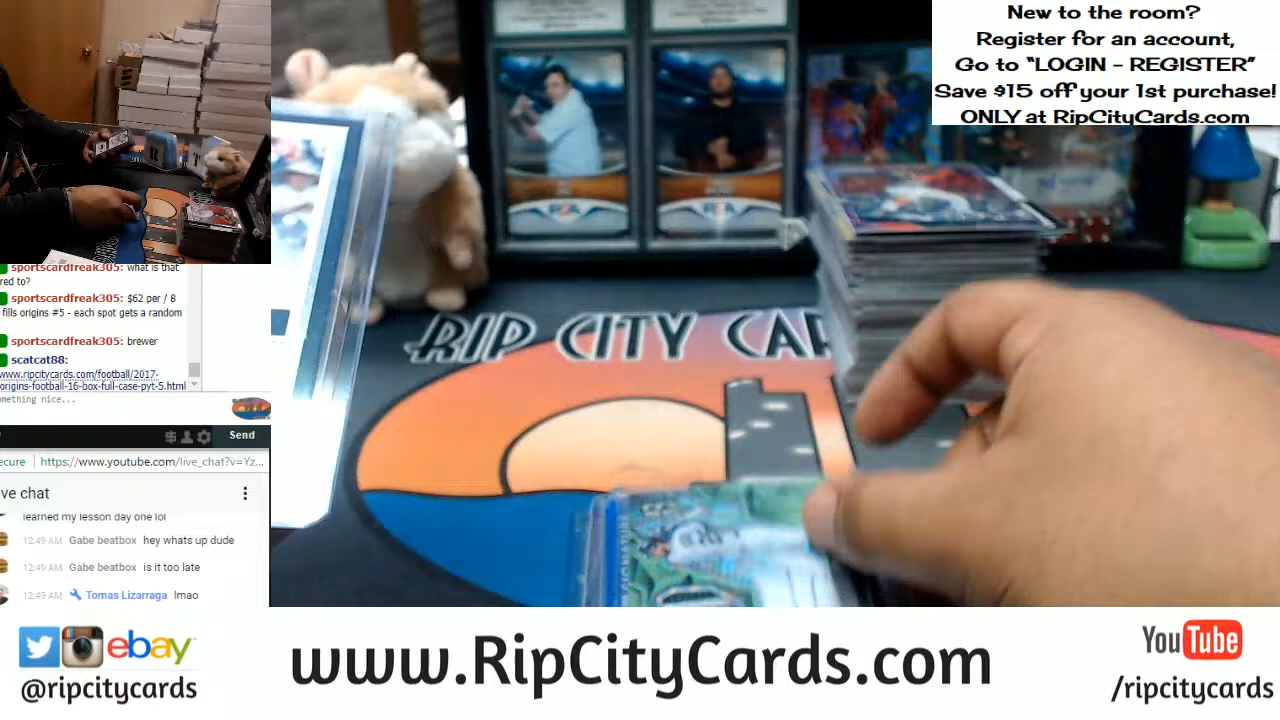 New to the room?
Register for an account,
Go to “LOGIN - REGISTER”
Save $15 off your 1st purchase!
ONLY at RipCityCards.com
sportscardfreak305: what is that
red to?
sportscardfreak305: $62 per / 8
fills origins #5 - each spot gets a random
sportscardfreak305: brewer
scatcat88:
www.ripcitycards.com/football/2017-
origins-football-16-box-full-case-pyt-5.html
omething nice...
Send
ecure | https://www.youtube.com/live_chat?v=Yz...
ve chat
learned my lesson day one lol
12:49 AM Gabe beatbox hey whats up dude
12:49 AM Gabe beatbox is it too late
12:49 AM Tomas Lizarraga lmao
RIP CITY CAR
SIGNATURE
ebay
@ripcitycards
www.RipCityCards.com
YouTube
/ripcitycards